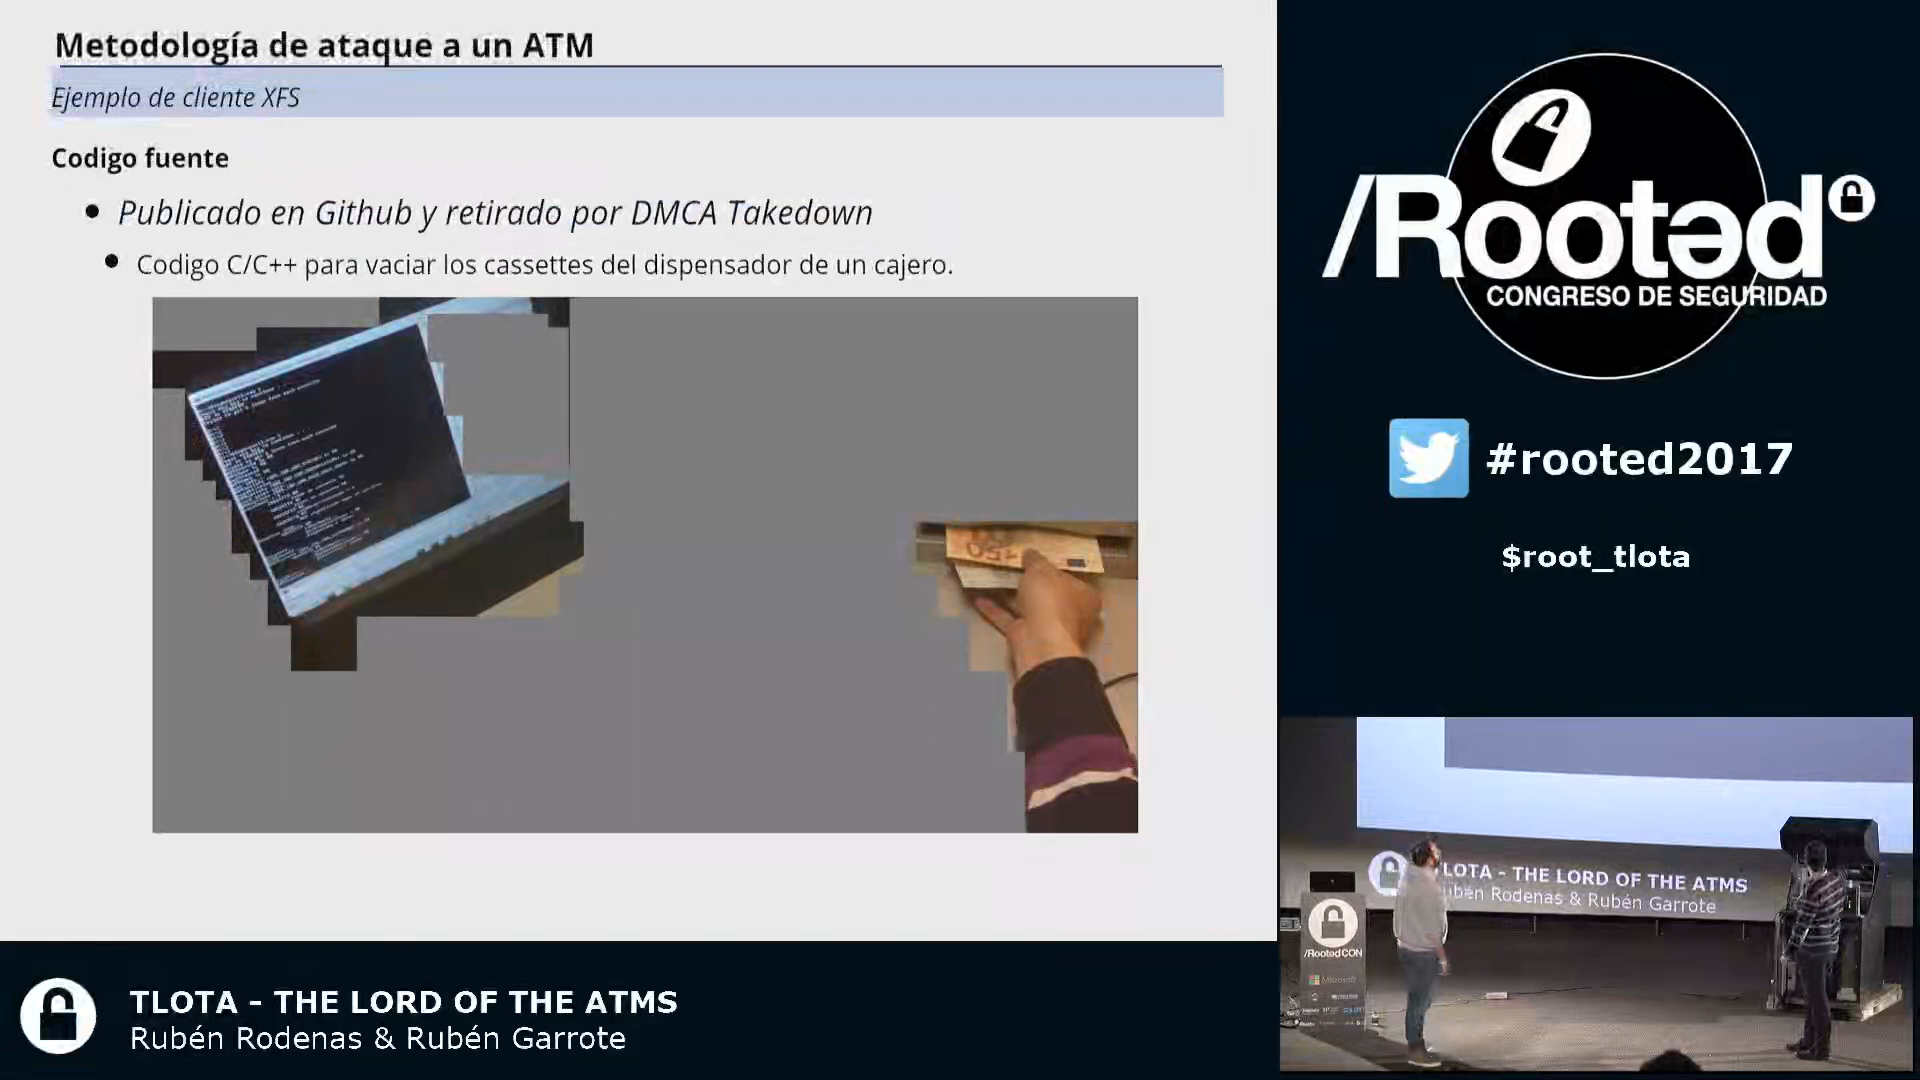 Metodología de ataque a un ATM
Ejemplo de cliente XFS
Codigo fuente
Publicado en Github y retirado por DMCA Takedown
Codigo C/C++ para vaciar los cassettes del dispensador de un cajero.
/Rooted
CONGRESO DE SEGURIDAD
#rooted2017
$root_tlota
LOTA - THE LORD OF THE ATMS
Rodenas & Rubén Garrote
/RootedCON
Microsoft
TLOTA - THE LORD OF THE ATMS
Rubén Rodenas & Rubén Garrote